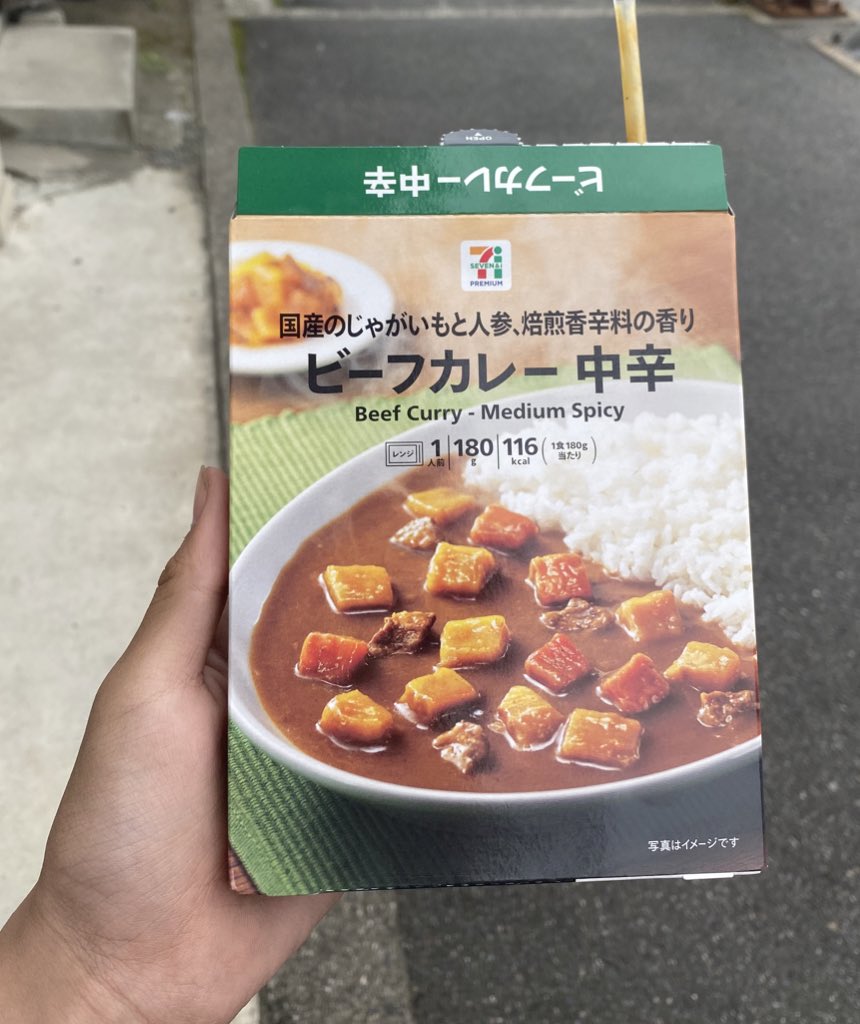 OPEN
ビーフカレー 中辛
7i
SEVEN&i
PREMIUM
国産のじゃがいもと人参、焙煎香辛料の香り
ビーフカレー 中辛
Beef Curry - Medium Spicy
レンジ 1人前 180g 116kcal (1食180g当たり)
写真はイメージです